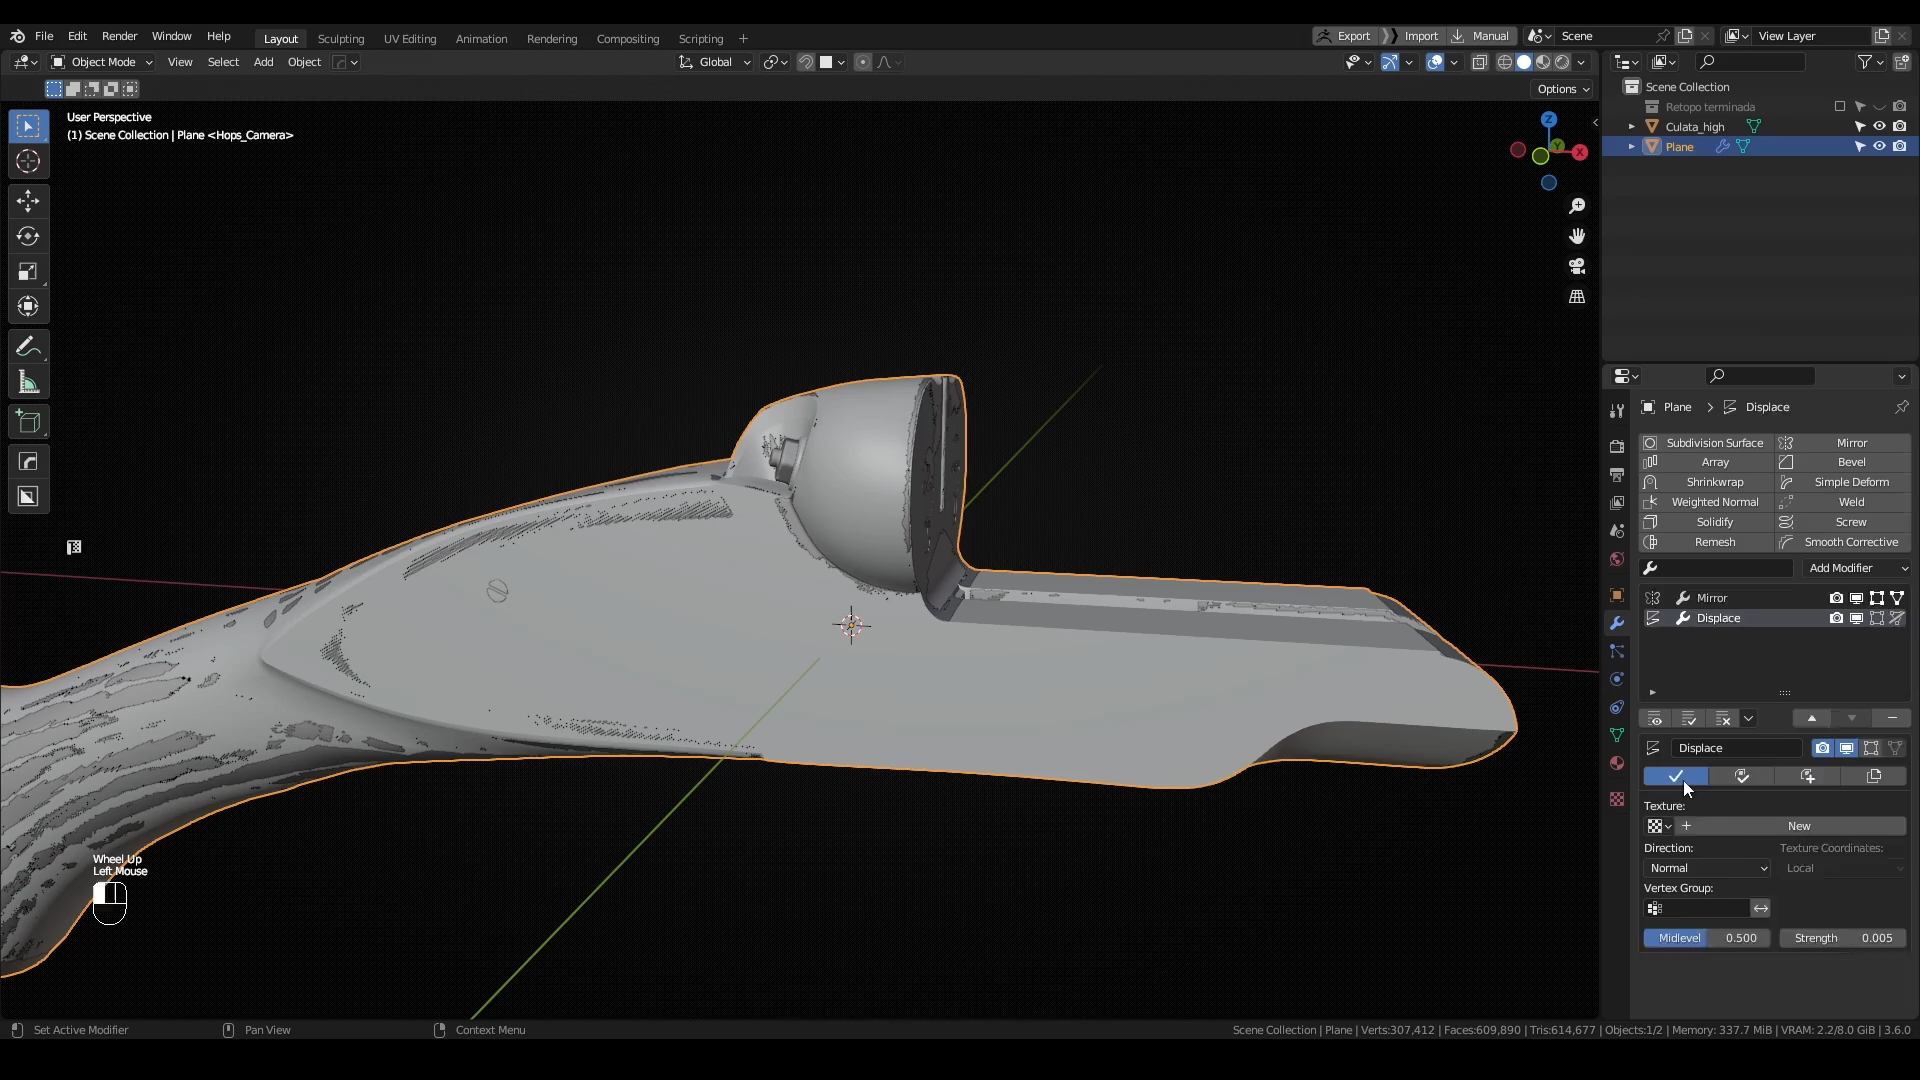 File Edit Render Window Help
Layout Sculpting UV Editing Animation Rendering Compositing Scripting +
Export Import Manual Scene View Layer
Object Mode View Select Add Object Global
Options
User Perspective
(1) Scene Collection | Plane <Hops_Camera>
Z
Y
X
Scene Collection
Retopo terminada
Culata_high
Plane
Plane > Displace
Subdivision Surface Mirror
Array Bevel
Shrinkwrap Simple Deform
Weighted Normal Weld
Solidify Screw
Remesh Smooth Corrective
Add Modifier
Mirror
Displace
Displace
Texture:
New
Direction: Texture Coordinates:
Normal Local
Vertex Group:
Midlevel 0.500 Strength 0.005
Wheel Up
Left Mouse
Set Active Modifier Pan View Context Menu
Scene Collection | Plane | Verts:307,412 | Faces:609,890 | Tris:614,677 | Objects:1/2 | Memory: 337.7 MiB | VRAM: 2.2/8.0 GiB | 3.6.0